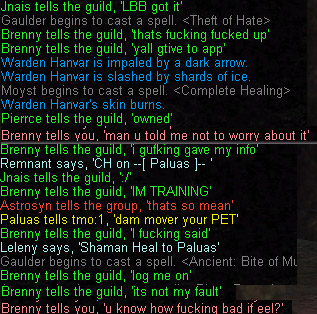 Jnais tells the guild, 'LBB got it'
Gaulder begins to cast a spell. <Theft of Hate>
Brenny tells the guild, 'thats fucking fucked up'
Brenny tells the guild, 'yall gtive to app'
Warden Hanvar is impaled by a dark arrow.
Warden Hanvar is slashed by shards of ice.
Moyst begins to cast a spell. <Complete Healing>
Warden Hanvar's skin burns.
Pierce tells the guild, 'owned'
Brenny tells you, 'man u told me not to worry about it'
Brenny tells the guild, 'i gufking gave my info'
Remnant says, 'CH on --[ Paluas ]-- '
Jnais tells the guild, ':/'
Brenny tells the guild, 'IM TRAINING'
Astrosyn tells the group, 'thats so mean'
Paluas tells tmo:1, 'dam mover your PET'
Brenny tells the guild, 'I fucking said'
Leleny says, 'Shaman Heal to Paluas'
Gaulder begins to cast a spell. <Ancient: Bite of Mu
Brenny tells the guild, 'log me on'
Brenny tells the guild, 'its not my fault'
Brenny tells you, 'u know how fucking bad if eel?'